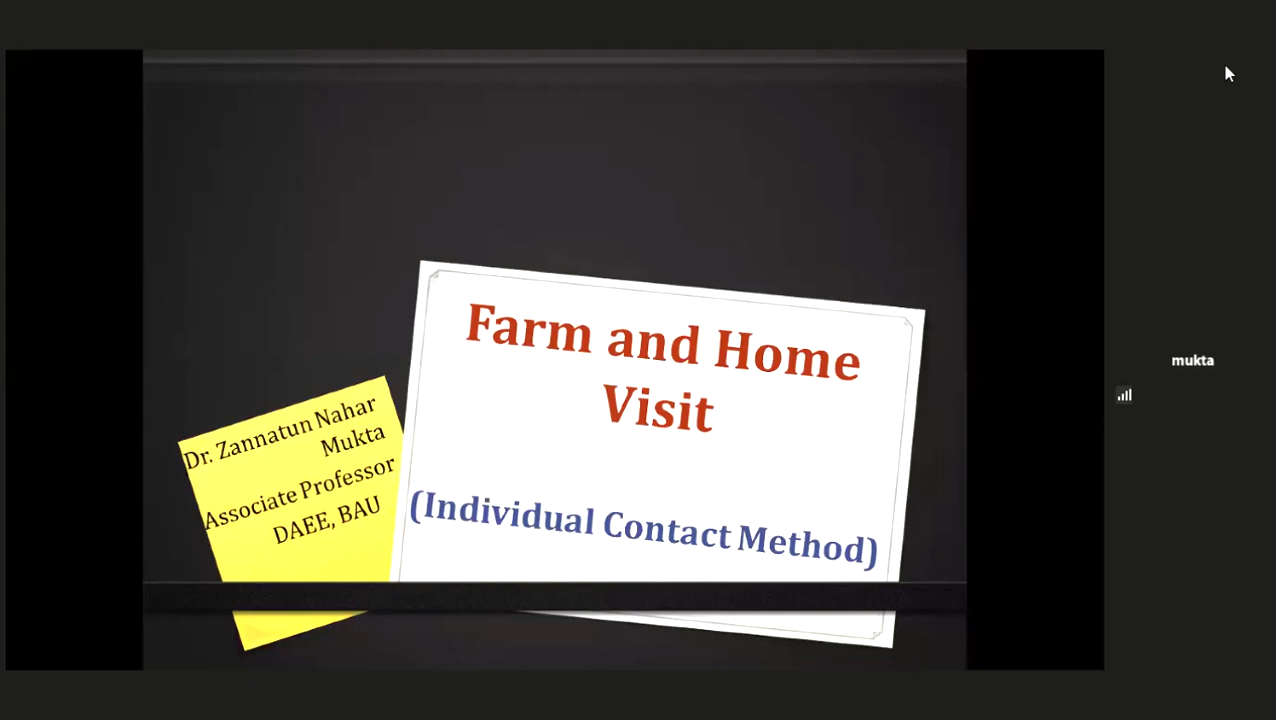 Farm and Home
Visit
(Individual Contact Method)
Dr. Zannatun Nahar
Mukta
Associate Professor
DAEE, BAU
mukta